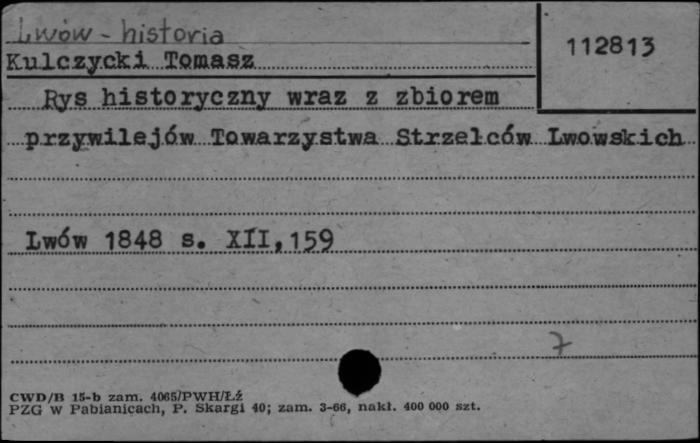 Lwów - historia
112813
Kulczycki Tomasz
Rys historyczny wraz z zbiorem
przywilejów Towarzystwa Strzelców Lwowskich
Lwów 1848 s. XII,159
7
CWD/B 15-b zam. 4065/PWH/Łź
PZG w Pabianicach, P. Skargi 40; zam. 3-66, nakł. 400 000 szt.